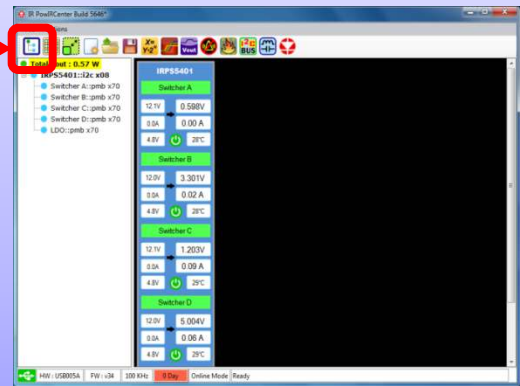 IR PowIRCenter Build 5646*
Vout
I²C
BUS
Total Pout : 0.57 W
IRPS5401::i2c x08
Switcher A::pmb x70
Switcher B::pmb x70
Switcher C::pmb x70
Switcher D::pmb x70
LDO::pmb x70
IRPS5401
Switcher A
12.1V 0.598V
0.0A 0.00 A
4.8V 28°C
Switcher B
12.0V 3.301V
0.0A 0.02 A
4.8V 28°C
Switcher C
12.1V 1.203V
0.0A 0.09 A
4.8V 29°C
Switcher D
12.0V 5.004V
0.0A 0.06 A
4.8V 29°C
HW : USB005A FW : v34 100 KHz 0 Day Online Mode Ready